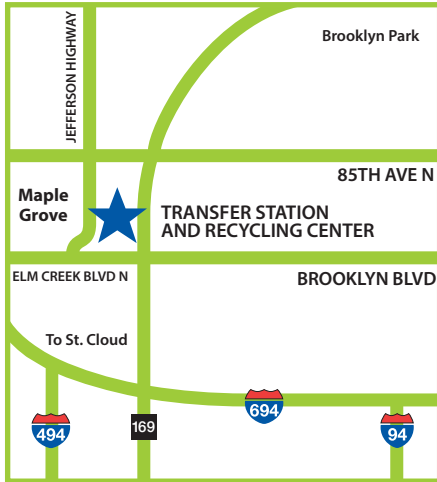 Brooklyn Park
JEFFERSON HIGHWAY
85TH AVE N
Maple
Grove
TRANSFER STATION
AND RECYCLING CENTER
ELM CREEK BLVD N
BROOKLYN BLVD
To St. Cloud
694
494
169
94